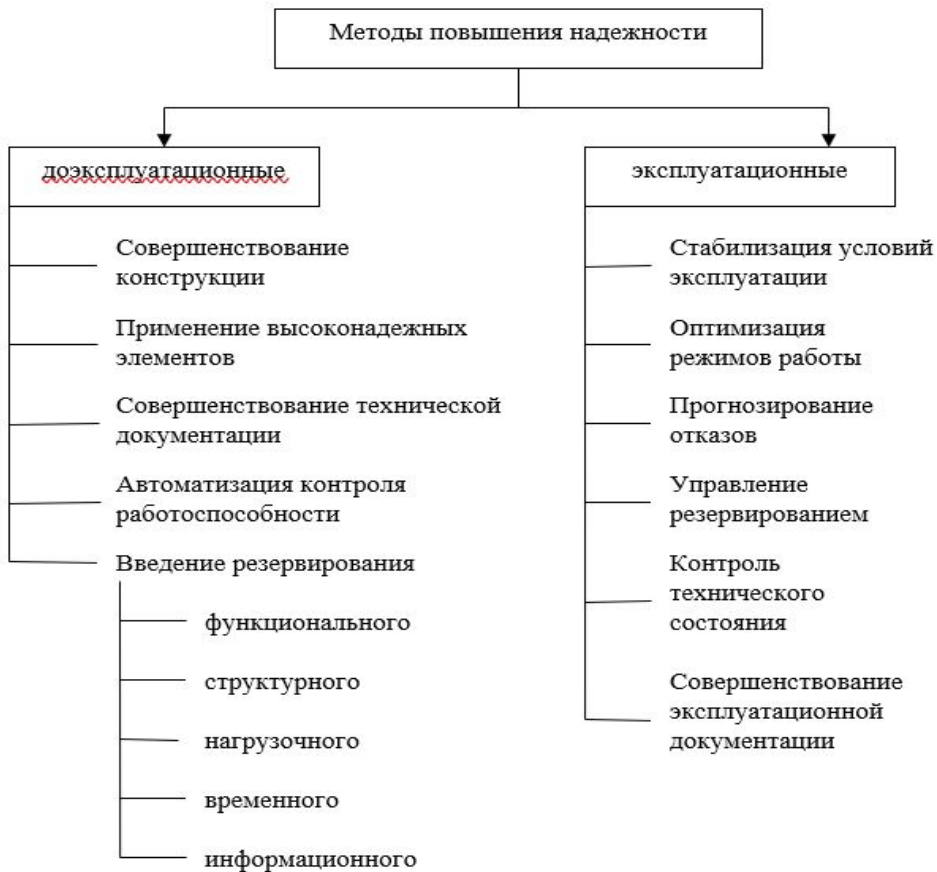 Методы повышения надежности
доэксплуатационные
Совершенствование
конструкции
Применение высоконадежных
элементов
Совершенствование технической
документации
Автоматизация контроля
работоспособности
Введение резервирования
функционального
структурного
нагрузочного
временного
информационного
эксплуатационные
Стабилизация условий
эксплуатации
Оптимизация
режимов работы
Прогнозирование
отказов
Управление
резервированием
Контроль
технического
состояния
Совершенствование
эксплуатационной
документации